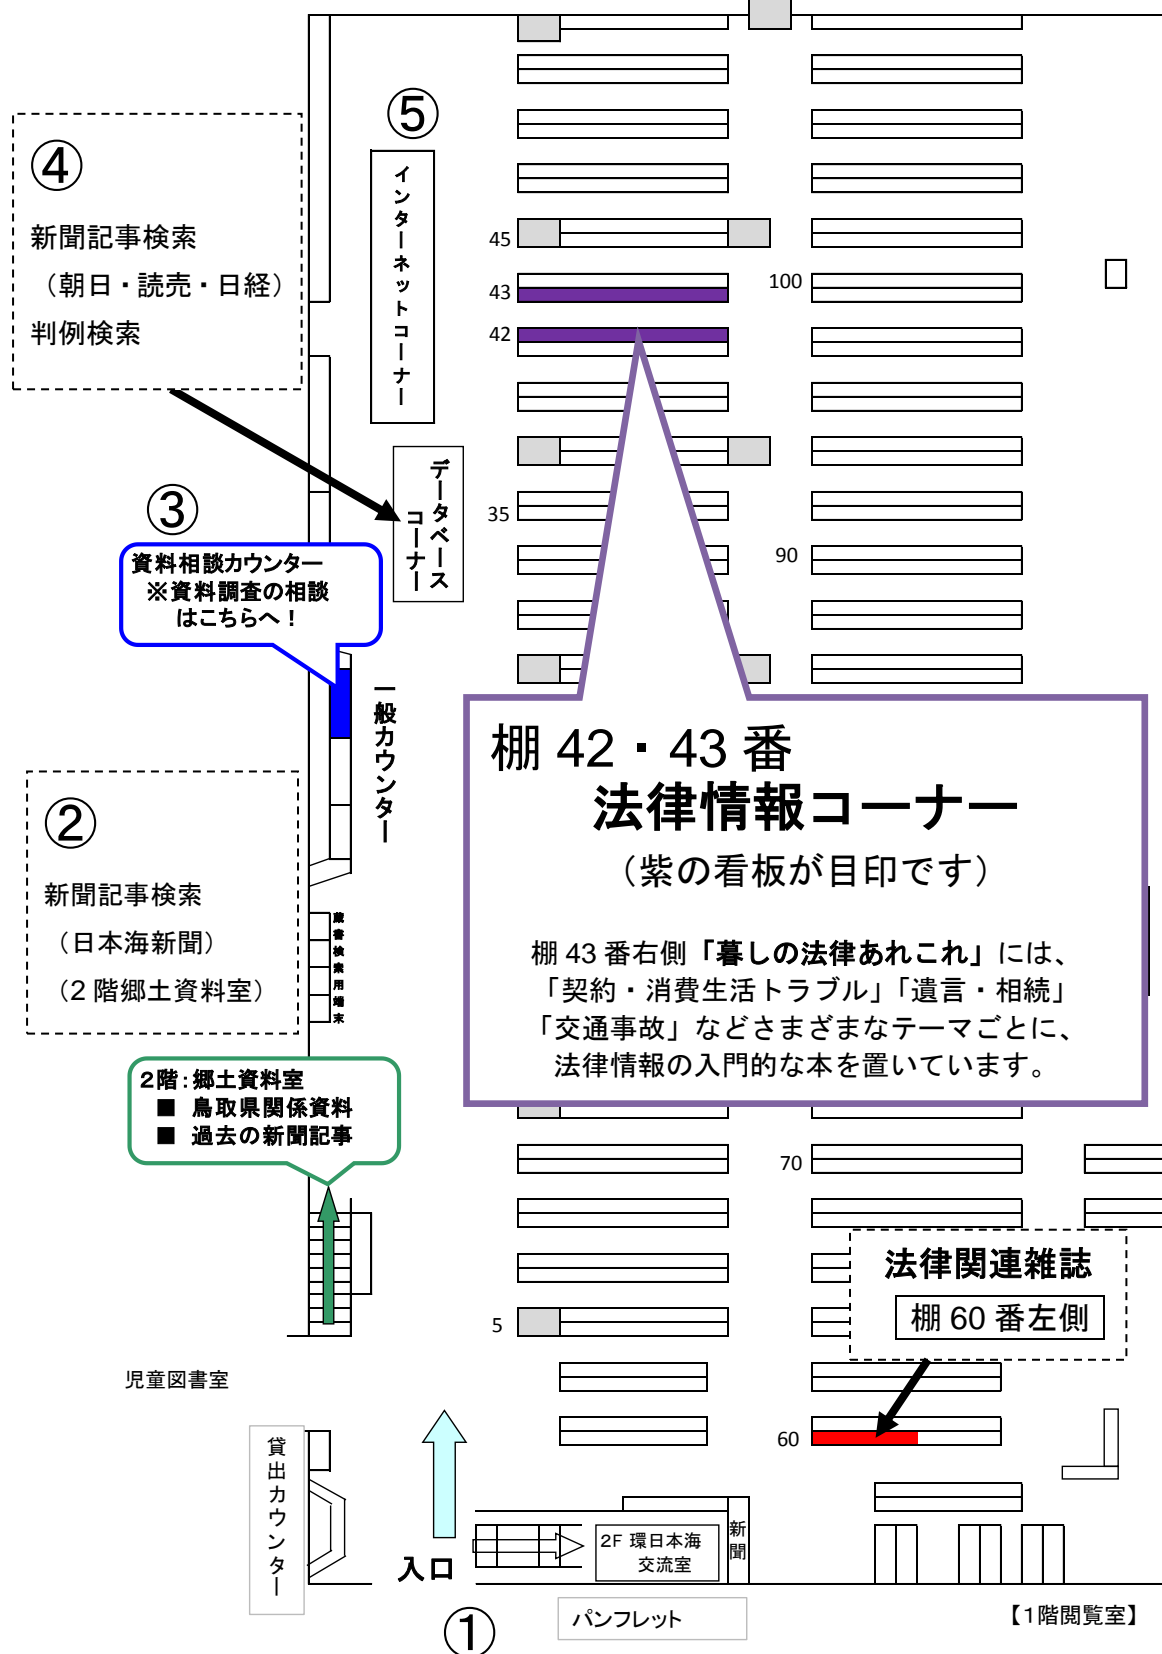 ⑤
インターネットコーナー
④
新聞記事検索
（朝日・読売・日経）
判例検索
45
43
42
100
35
90
データベース
コーナー
③
資料相談カウンター
※資料調査の相談
はこちらへ！
一般カウンター
棚 42・43 番
法律情報コーナー
（紫の看板が目印です）
棚 43 番右側「暮しの法律あれこれ」には、
「契約・消費生活トラブル」「遺言・相続」
「交通事故」などさまざまなテーマごとに、
法律情報の入門的な本を置いています。
②
新聞記事検索
（日本海新聞）
（2 階郷土資料室）
蔵書検索用端末
2階：郷土資料室
■ 鳥取県関係資料
■ 過去の新聞記事
70
法律関連雑誌
棚 60 番左側
5
児童図書室
60
貸出カウンター
入口
2F 環日本海
交流室
新聞
①
パンフレット
【1階閲覧室】